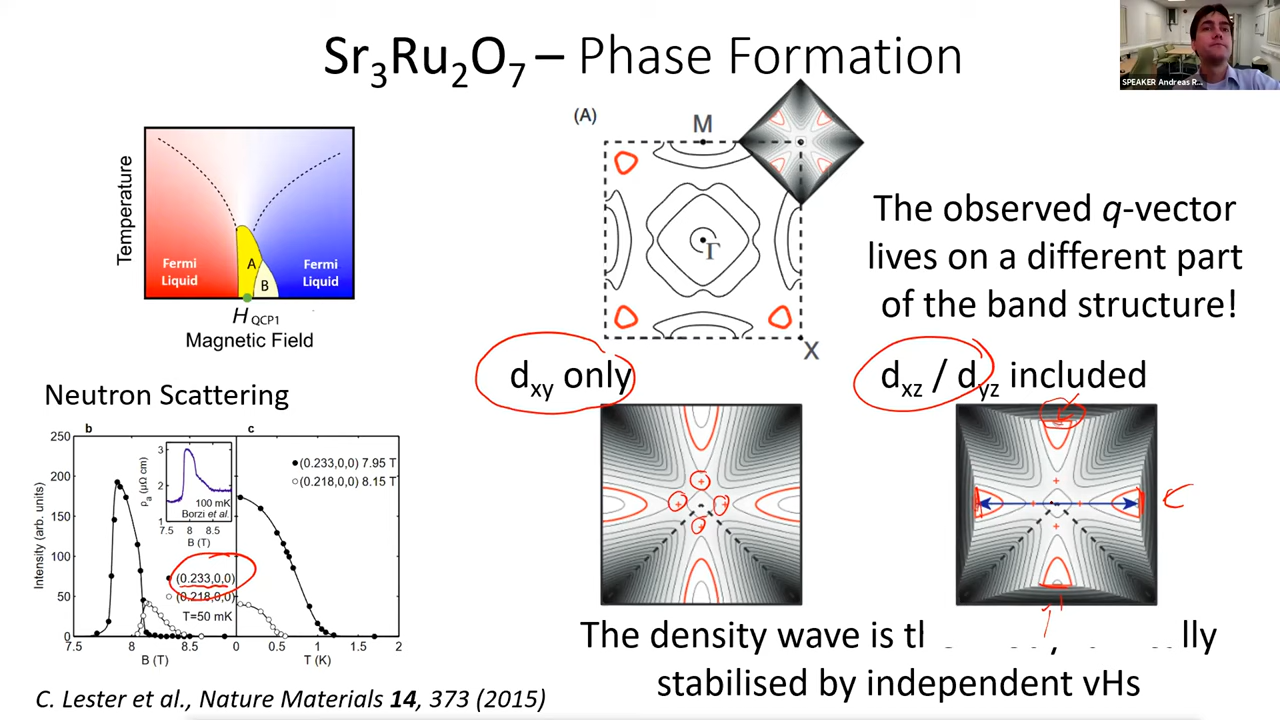 Sr₃Ru₂O₇ – Phase Formation
SPEAKER Andreas R...
Temperature
Fermi
Liquid
A
B
Fermi
Liquid
H QCP1
Magnetic Field
(A)
M
Γ
X
The observed q-vector
lives on a different part
of the band structure!
dxy only
dxz / dyz included
Neutron Scattering
b
c
Intensity (arb. units)
250
200
150
100
50
0
7.5
8
8.5
B (T)
0
0.5
1
1.5
2
T (K)
3
2
1
ρa (μΩ cm)
100 mK
Borzi et al.
7.5
8
8.5
B (T)
(0.233,0,0) 7.95 T
(0.218,0,0) 8.15 T
(0.233,0,0)
(0.218,0,0)
T=50 mK
The density wave is
stabilised by independent vHs
C. Lester et al., Nature Materials 14, 373 (2015)